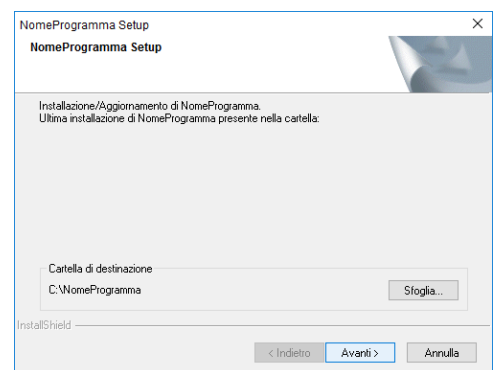 NomeProgramma Setup
NomeProgramma Setup
Installazione/Aggiornamento di NomeProgramma.
Ultima installazione di NomeProgramma presente nella cartella:
Cartella di destinazione
C:\NomeProgramma
Sfoglia...
InstallShield
< Indietro
Avanti >
Annulla